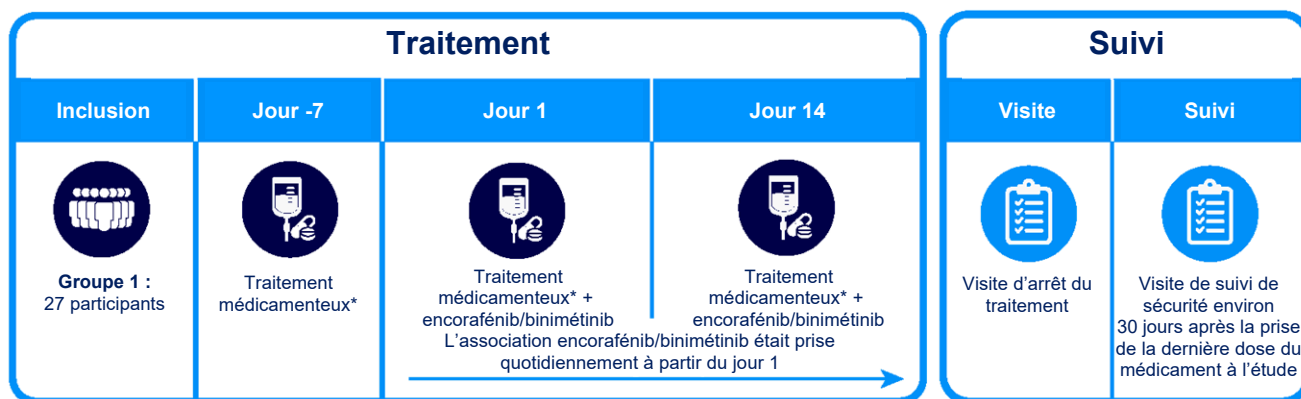 Traitement
Inclusion
Jour -7
Jour 1
Jour 14
Groupe 1 :
27 participants
Traitement
médicamenteux*
Traitement
médicamenteux* +
encorafénib/binimétinib
Traitement
médicamenteux* +
encorafénib/binimétinib
L’association encorafénib/binimétinib était prise
quotidiennement à partir du jour 1
Suivi
Visite
Suivi
Visite d’arrêt du
traitement
Visite de suivi de
sécurité environ
30 jours après la prise
de la dernière dose du
médicament à l’étude